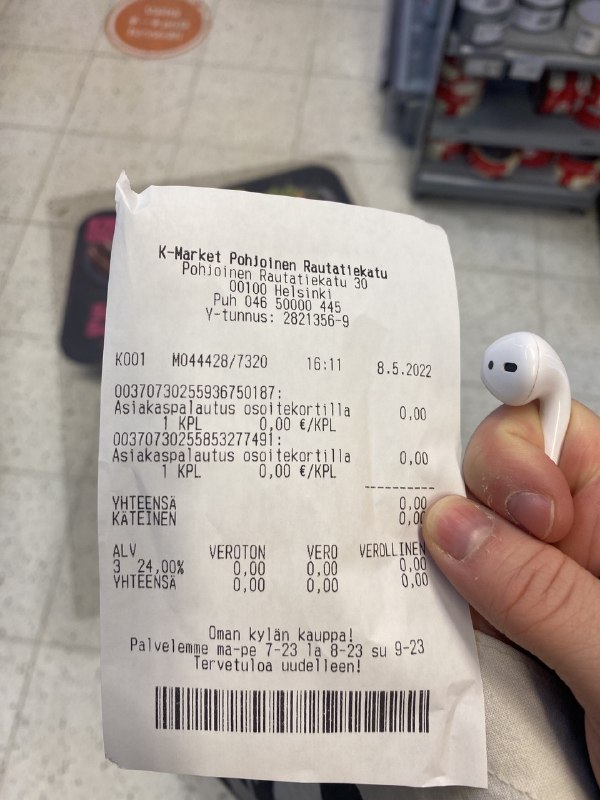 K-Market Pohjoinen Rautatiekatu
Pohjoinen Rautatiekatu 30
00100 Helsinki
Puh 046 50000 445
Y-tunnus: 2821356-9
K001 M044428/7320 16:11 8.5.2022
00370730255936750187:
Asiakaspalautus osoitekortilla 0,00
1 KPL 0,00 €/KPL
00370730255853277491:
Asiakaspalautus osoitekortilla 0,00
1 KPL 0,00 €/KPL
----------
YHTEENSÄ 0,00
KÄTEINEN 0,00
ALV VEROTON VERO VEROLLINEN
3 24,00% 0,00 0,00 0,00
YHTEENSÄ 0,00 0,00 0,00
Oman kylän kauppa!
Palvelemme ma-pe 7-23 la 8-23 su 9-23
Tervetuloa uudelleen!